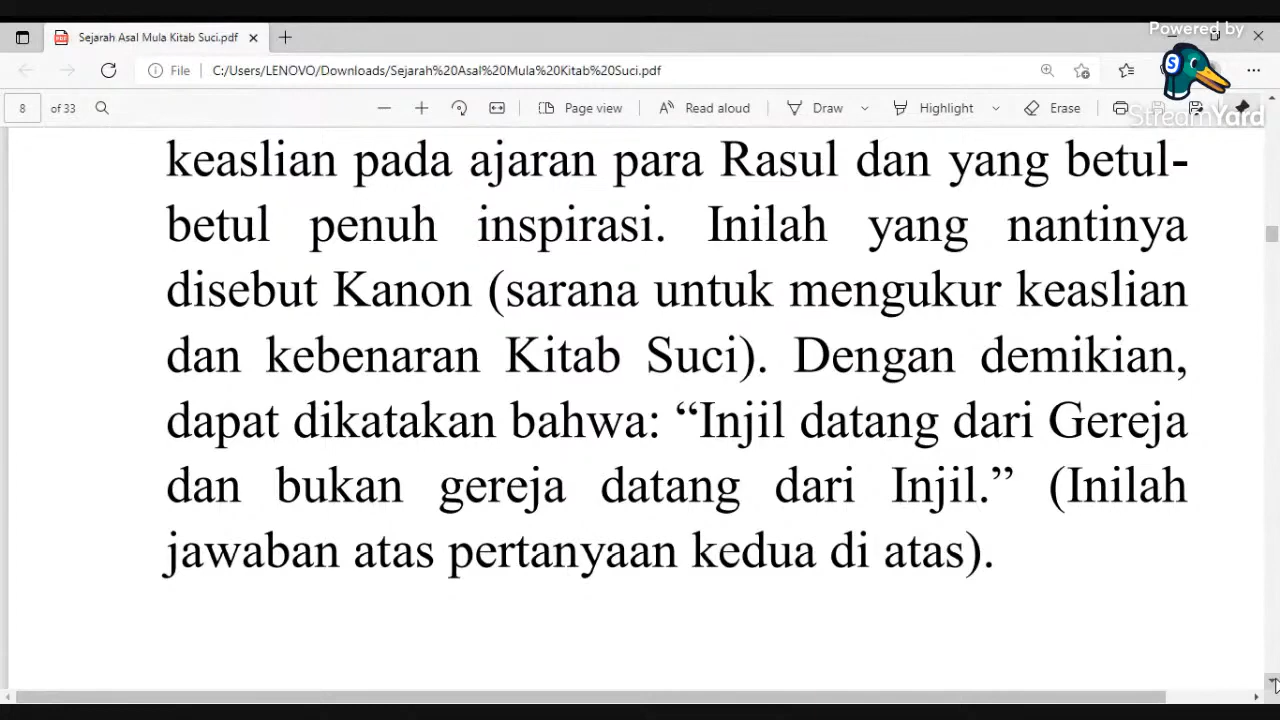 Powered by
StreamYard
Sejarah Asal Mula Kitab Suci.pdf
File
C:/Users/LENOVO/Downloads/Sejarah%20Asal%20Mula%20Kitab%20Suci.pdf
8 of 33
Page view
Read aloud
Draw
Highlight
Erase
keaslian pada ajaran para Rasul dan yang betul-
betul penuh inspirasi. Inilah yang nantinya
disebut Kanon (sarana untuk mengukur keaslian
dan kebenaran Kitab Suci). Dengan demikian,
dapat dikatakan bahwa: “Injil datang dari Gereja
dan bukan gereja datang dari Injil.” (Inilah
jawaban atas pertanyaan kedua di atas).